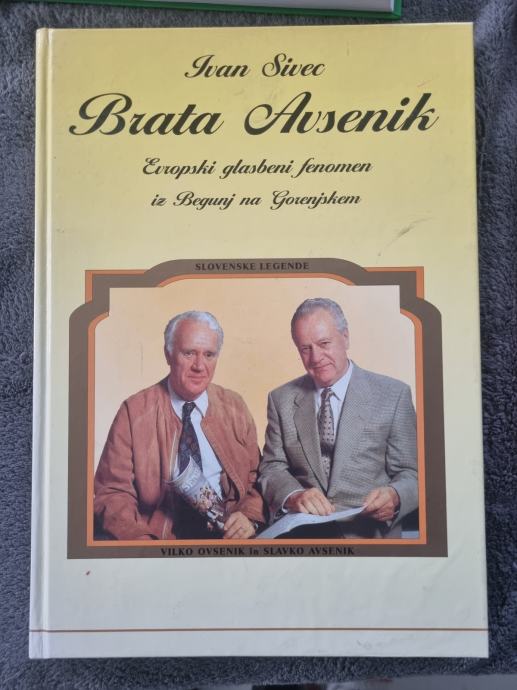 Ivan Sivec
Brata Avsenik
Evropski glasbeni fenomen
iz Begunj na Gorenjskem
SLOVENSKE LEGENDE
VILKO OVSENIK in SLAVKO AVSENIK